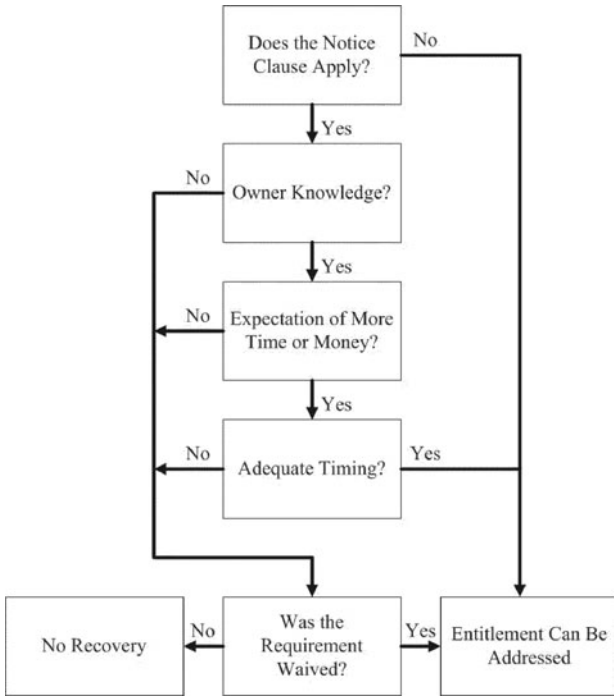 Does the Notice
Clause Apply?
No
Yes
No
Owner Knowledge?
Yes
No
Expectation of More
Time or Money?
Yes
No
Adequate Timing?
Yes
No Recovery
No
Was the
Requirement
Waived?
Yes
Entitlement Can Be
Addressed